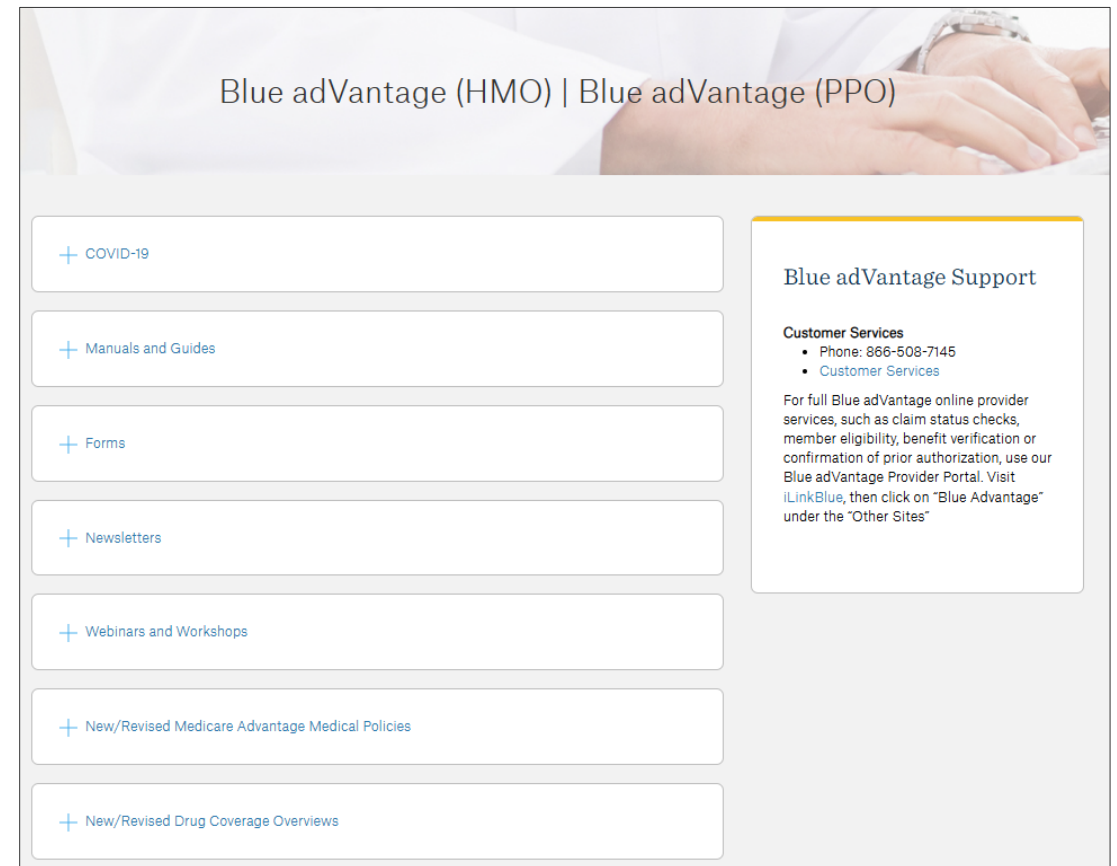 Blue adVantage (HMO) | Blue adVantage (PPO)
COVID-19
Manuals and Guides
Forms
Newsletters
Webinars and Workshops
New/Revised Medicare Advantage Medical Policies
New/Revised Drug Coverage Overviews
Blue adVantage Support
Customer Services
• Phone: 866-508-7145
• Customer Services
For full Blue adVantage online provider
services, such as claim status checks,
member eligibility, benefit verification or
confirmation of prior authorization, use our
Blue adVantage Provider Portal. Visit
iLinkBlue, then click on “Blue Advantage”
under the “Other Sites”